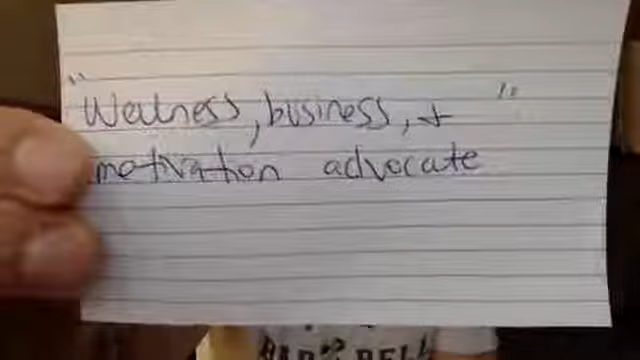 "Wellness, business, + "
motivation advocate